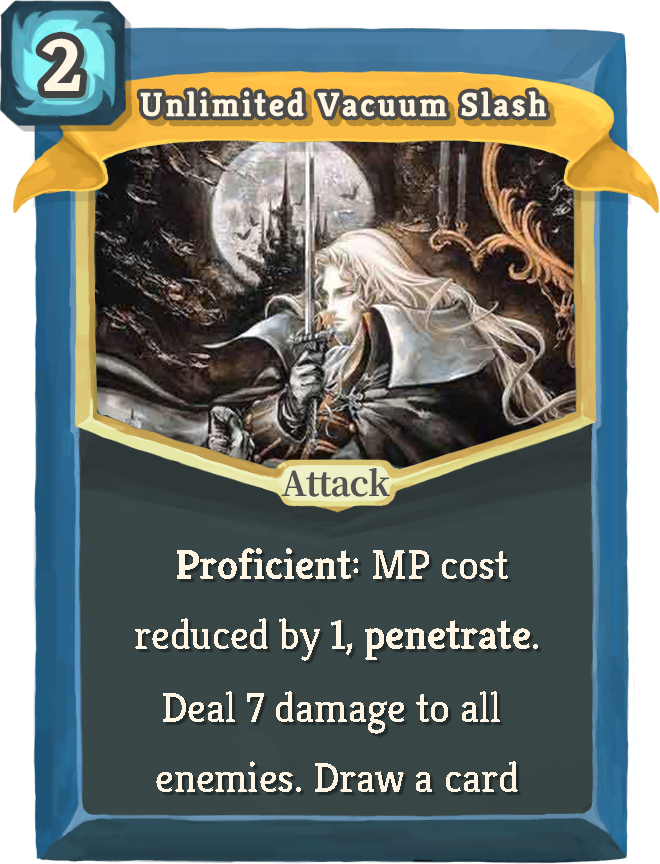 2
Unlimited Vacuum Slash
Attack
Proficient: MP cost
reduced by 1, penetrate.
Deal 7 damage to all
enemies. Draw a card